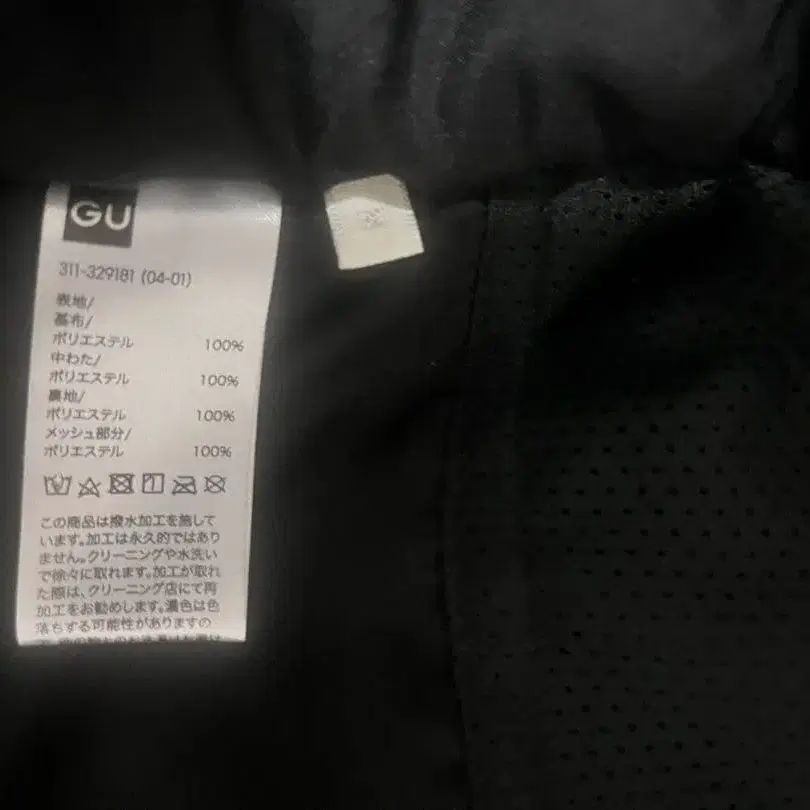 GU
311-329181 (04-01)
表地/
基布/
ポリエステル 100%
中わた/
ポリエステル 100%
裏地/
ポリエステル 100%
メッシュ部分/
ポリエステル 100%
この商品は撥水加工を施して
います。加工は永久的ではあり
ません。クリーニングや水洗い
で徐々に取れます。加工が取れ
た際は、クリーニング店にて再
加工をお勧めします。濃色は色
落ちする可能性がありますの